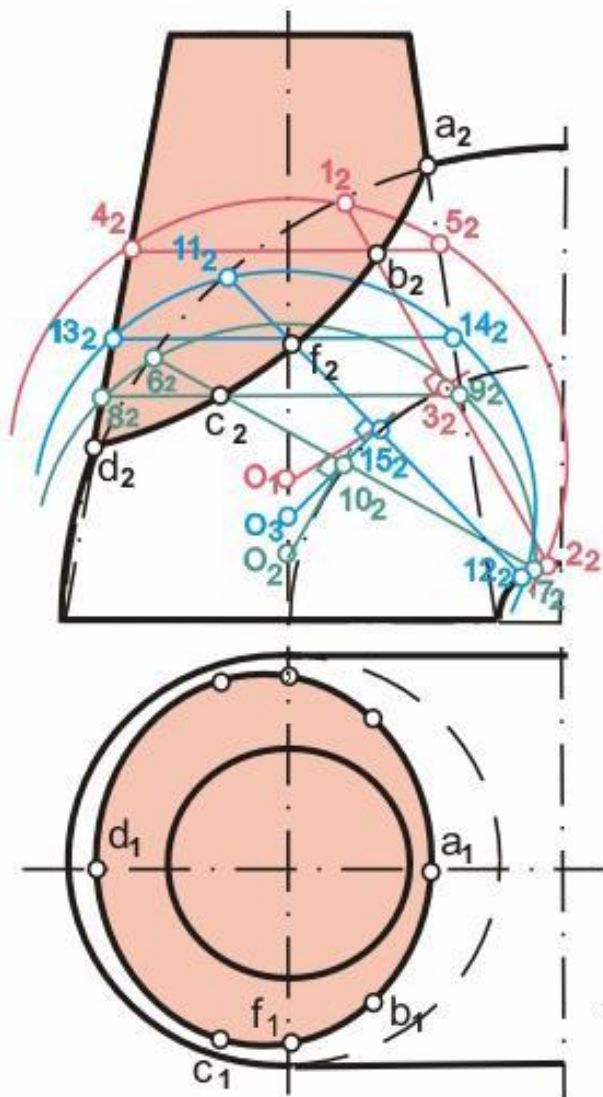 a₂
1₂
4₂
5₂
11₂
b₂
13₂
14₂
f₂
6₂
8₂
c₂
3₂
9₂
d₂
15₂
O₁
10₂
O₃
O₂
2₂
12₂
17₂
d₁
a₁
f₁
b₁
c₁